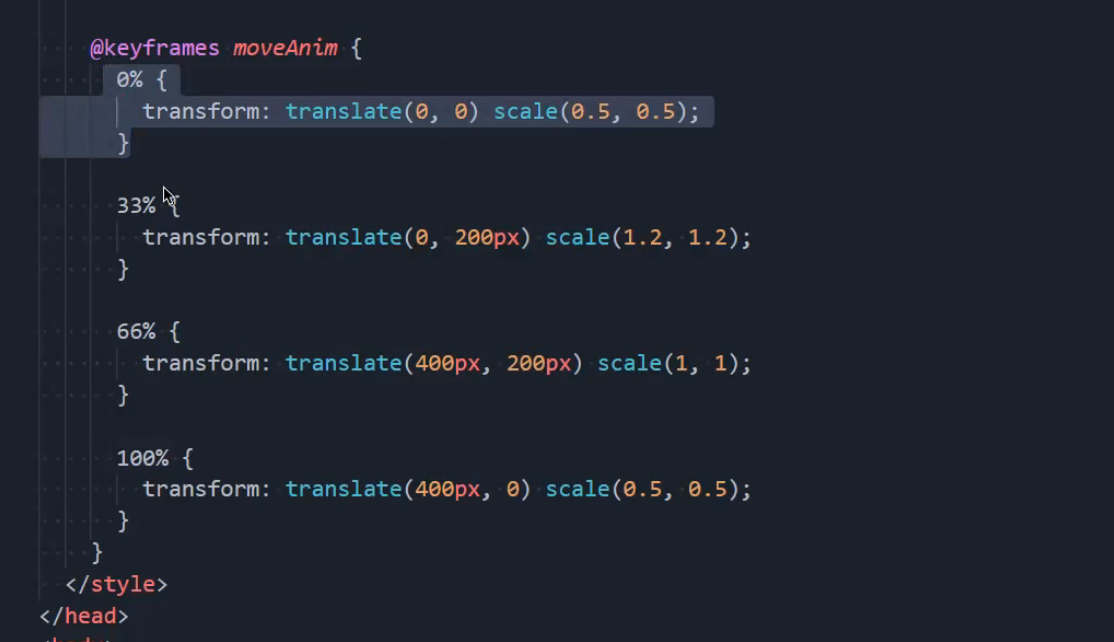 @keyframes moveAnim {
0% {
transform: translate(0, 0) scale(0.5, 0.5);
}
33% {
transform: translate(0, 200px) scale(1.2, 1.2);
}
66% {
transform: translate(400px, 200px) scale(1, 1);
}
100% {
transform: translate(400px, 0) scale(0.5, 0.5);
}
}
</style>
</head>